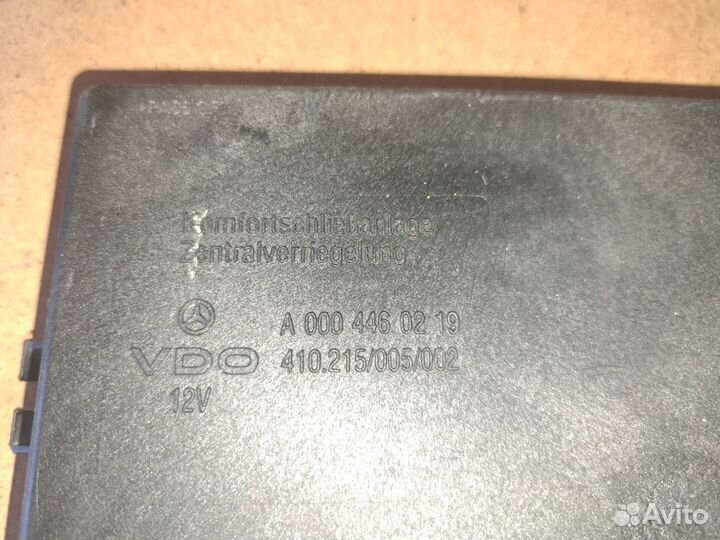 Komfortschließanlage
Zentralverriegelung
A 000 446 02 19
VDO 410.215/005/002
12V
Avito